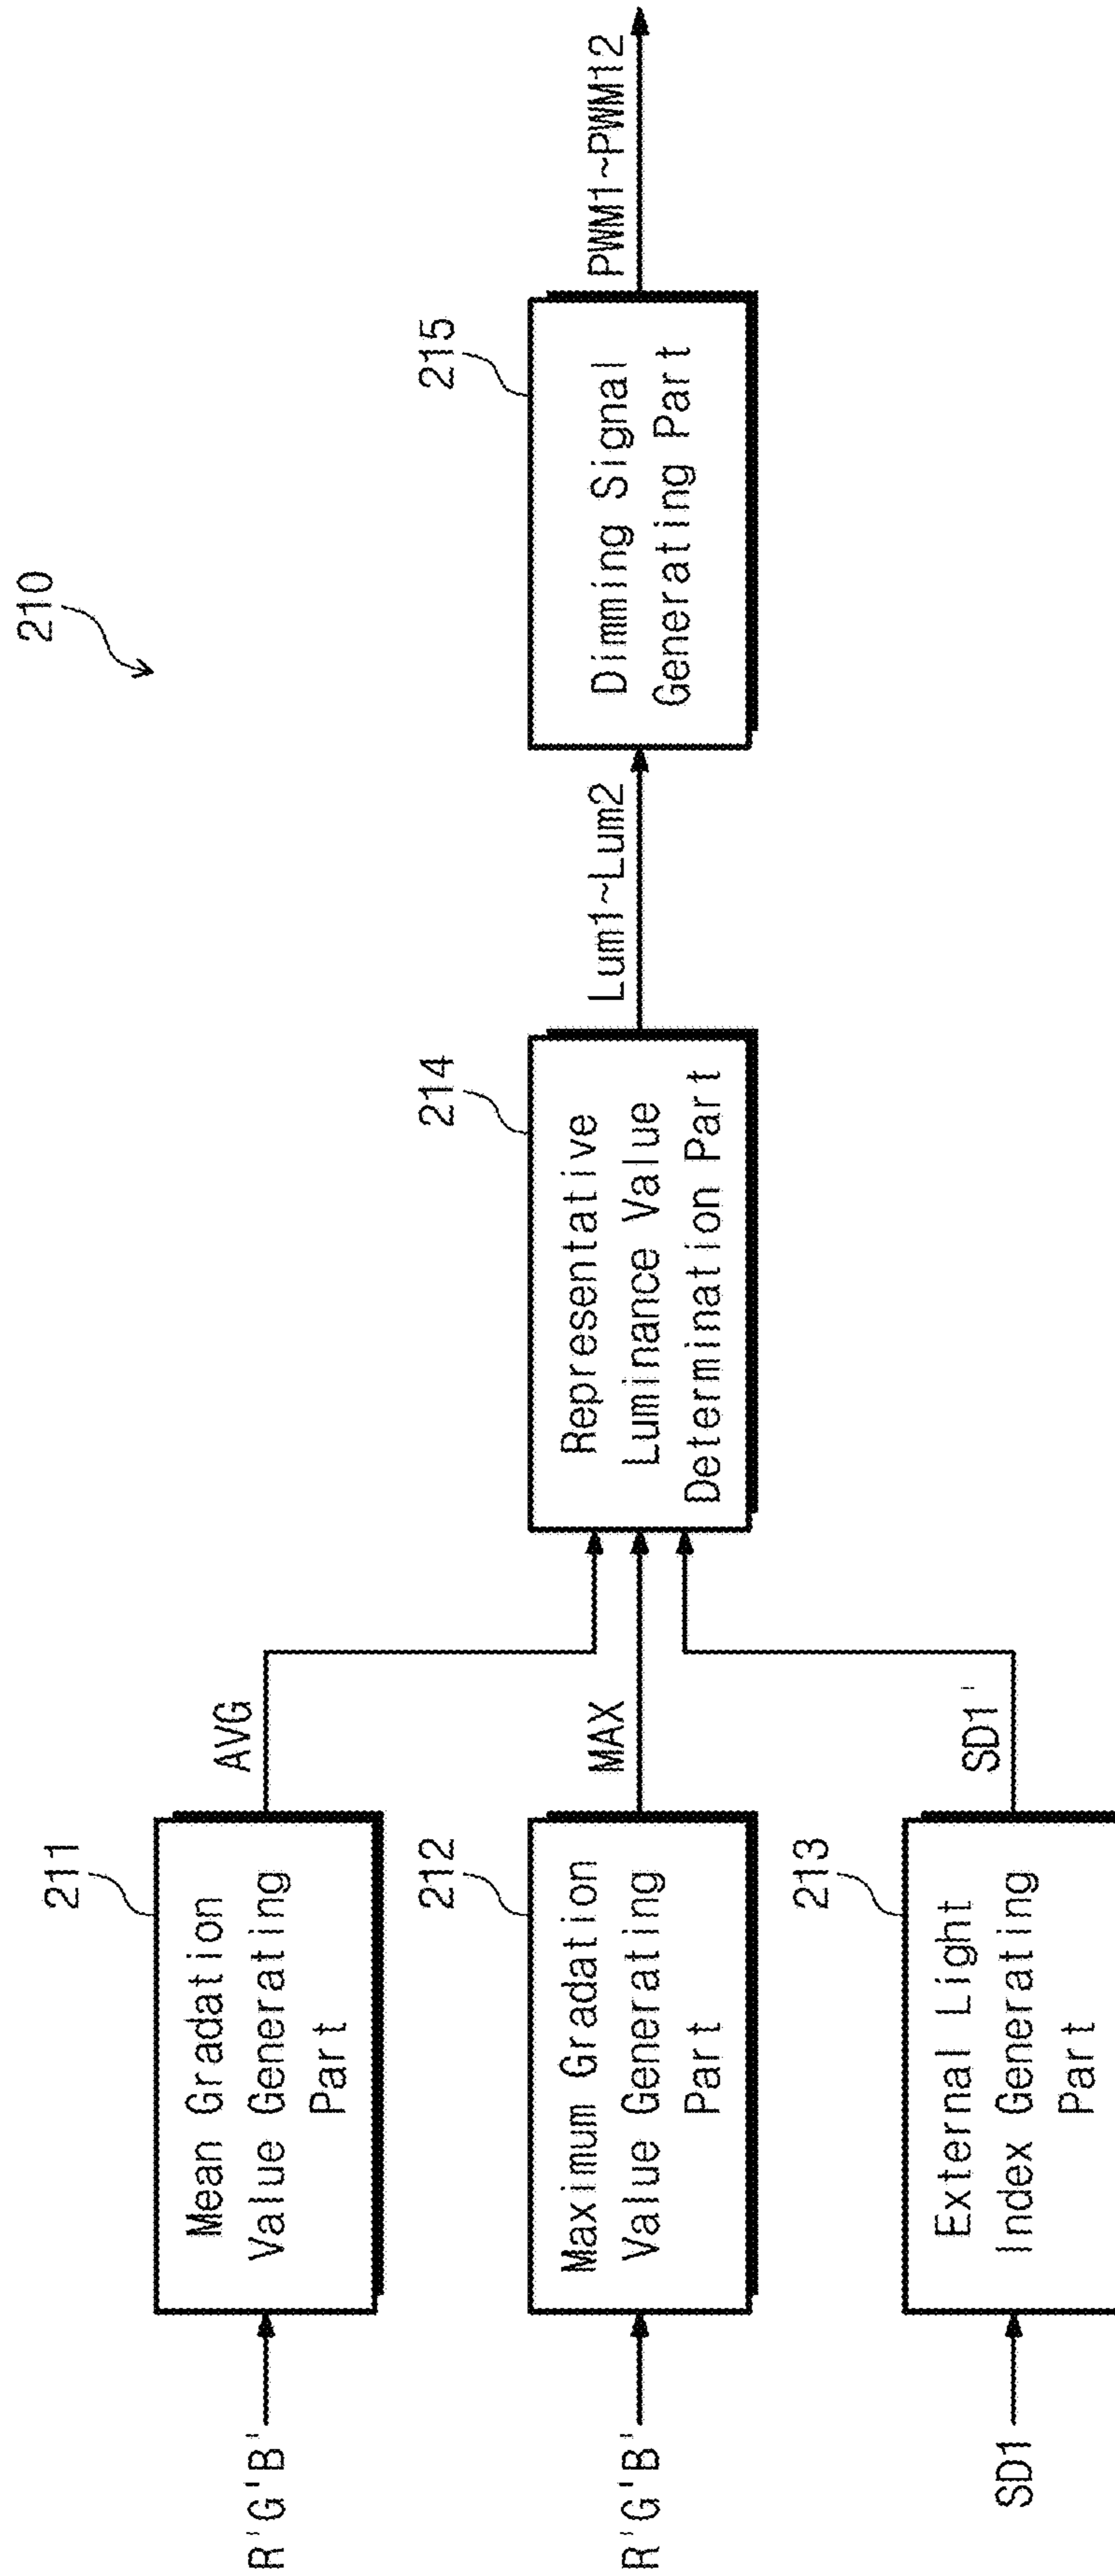 210
211
Mean Gradation
Value Generating
Part
R'G'B'
AVG
212
Maximum Gradation
Value Generating
Part
R'G'B'
MAX
213
External Light
Index Generating
Part
SD1
SD1'
214
Representative
Luminance Value
Determination Part
Lum1~Lum2
215
Dimming Signal
Generating Part
PWM1~PWM12